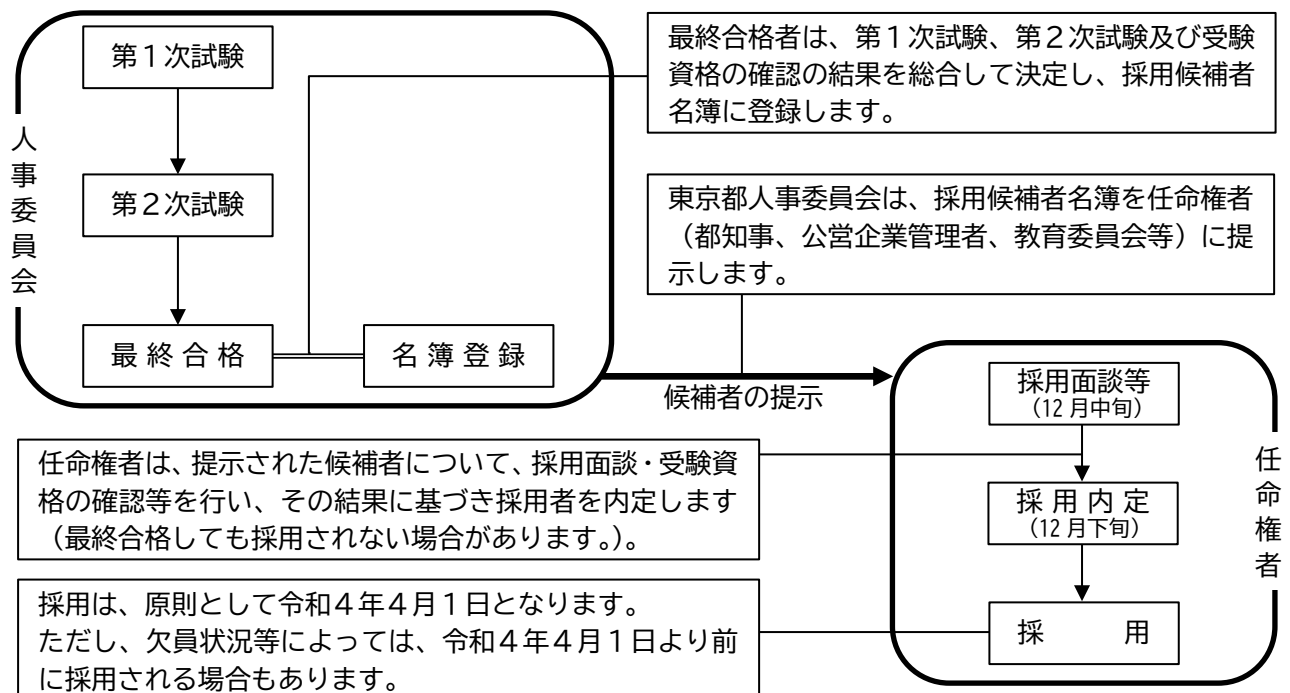 人事委員会
第１次試験
第２次試験
最終合格
名簿登録
最終合格者は、第１次試験、第２次試験及び受験
資格の確認の結果を総合して決定し、採用候補者
名簿に登録します。
東京都人事委員会は、採用候補者名簿を任命権者
（都知事、公営企業管理者、教育委員会等）に提
示します。
候補者の提示
任命権者
採用面談等
（12月中旬）
採用内定
（12月下旬）
採用
任命権者は、提示された候補者について、採用面談・受験資
格の確認等を行い、その結果に基づき採用者を内定します
（最終合格しても採用されない場合があります。）。
採用は、原則として令和４年４月１日となります。
ただし、欠員状況等によっては、令和４年４月１日より前
に採用される場合もあります。